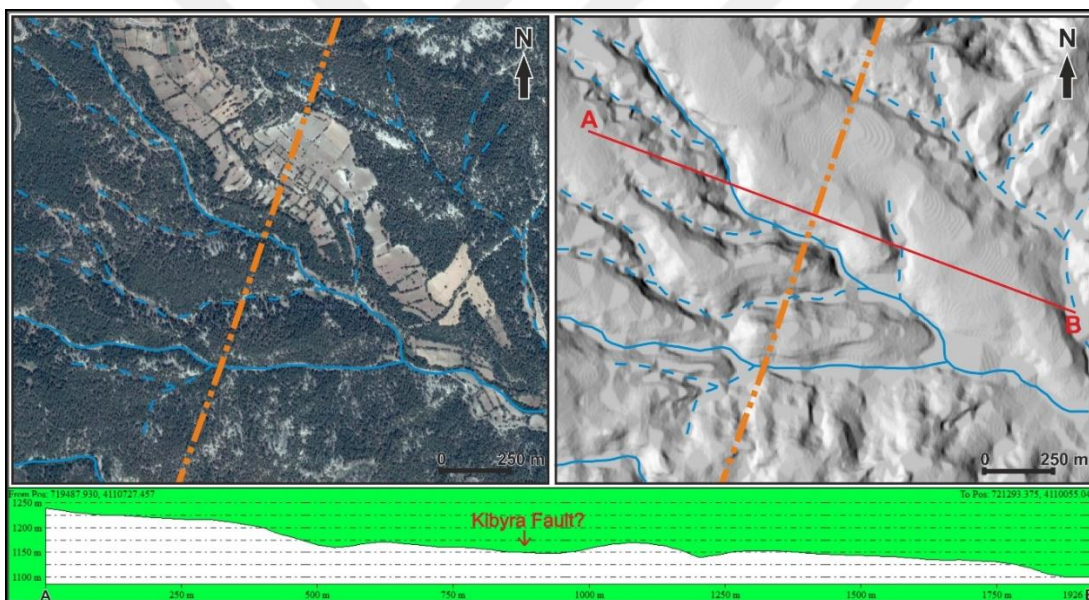 N
0 250 m
N
A
B
0 250 m
From Pos: 719487.930, 4110727.457 To Pos: 721293.375, 4110055.04
1250 m
1200 m
1150 m
1100 m
Kibyra Fault?
A 250 m 500 m 750 m 1000 m 1250 m 1500 m 1750 m 1926